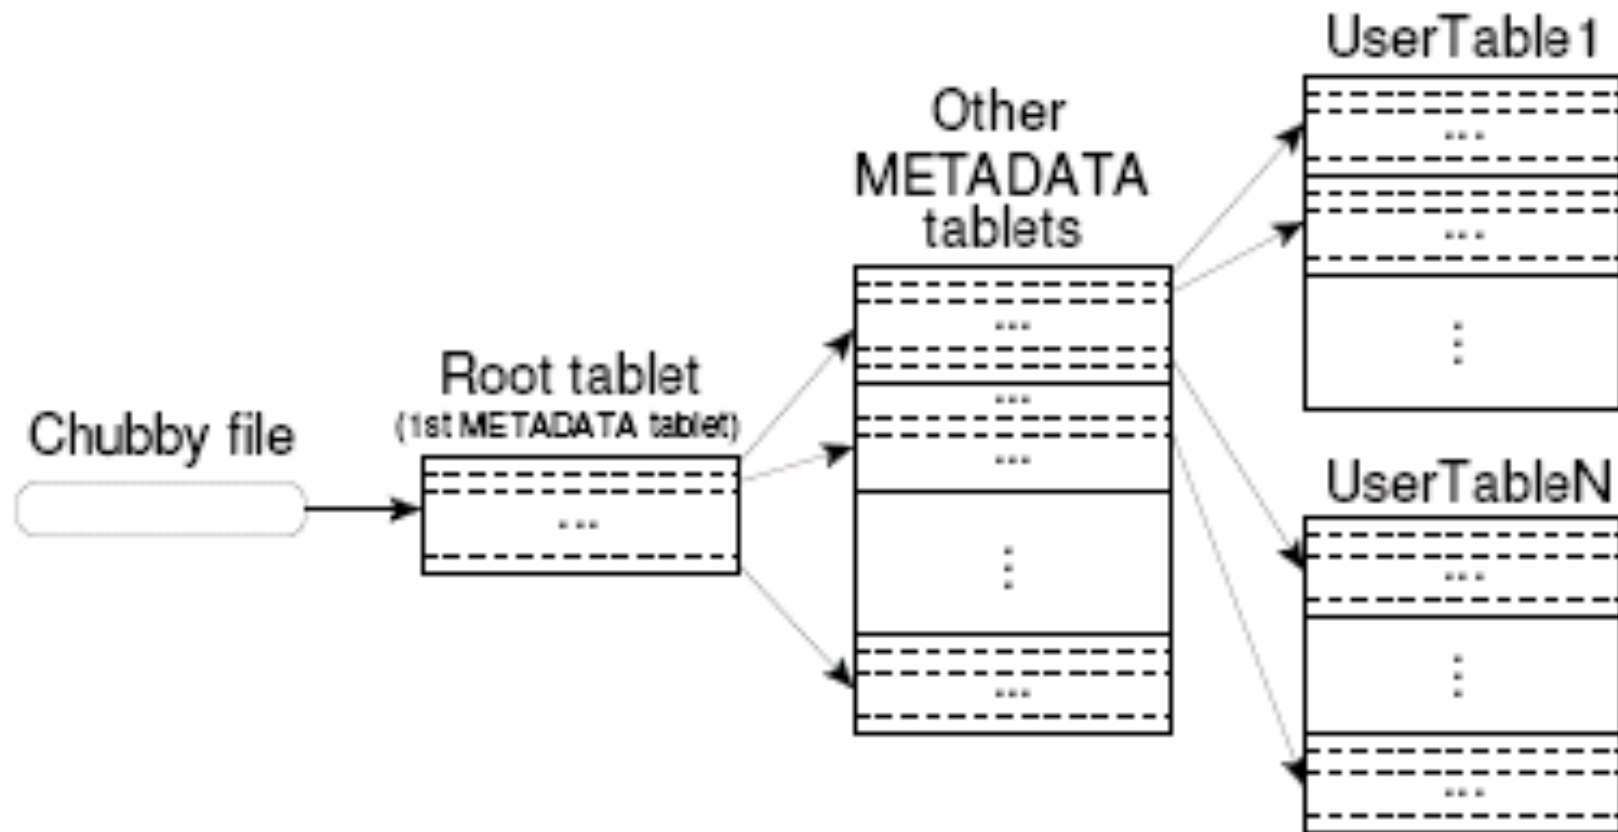 Chubby file
Root tablet
(1st METADATA tablet)
...
Other
METADATA
tablets
...
...
...
...
UserTable1
...
...
UserTableN
...
...